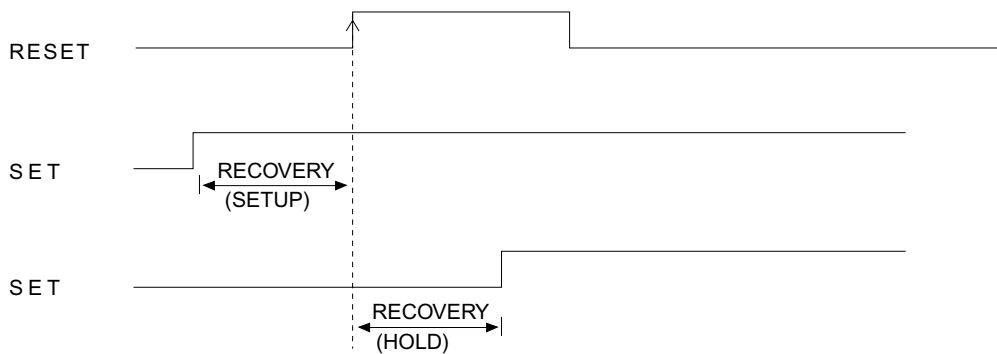 RESET
SET
RECOVERY
(SETUP)
SET
RECOVERY
(HOLD)